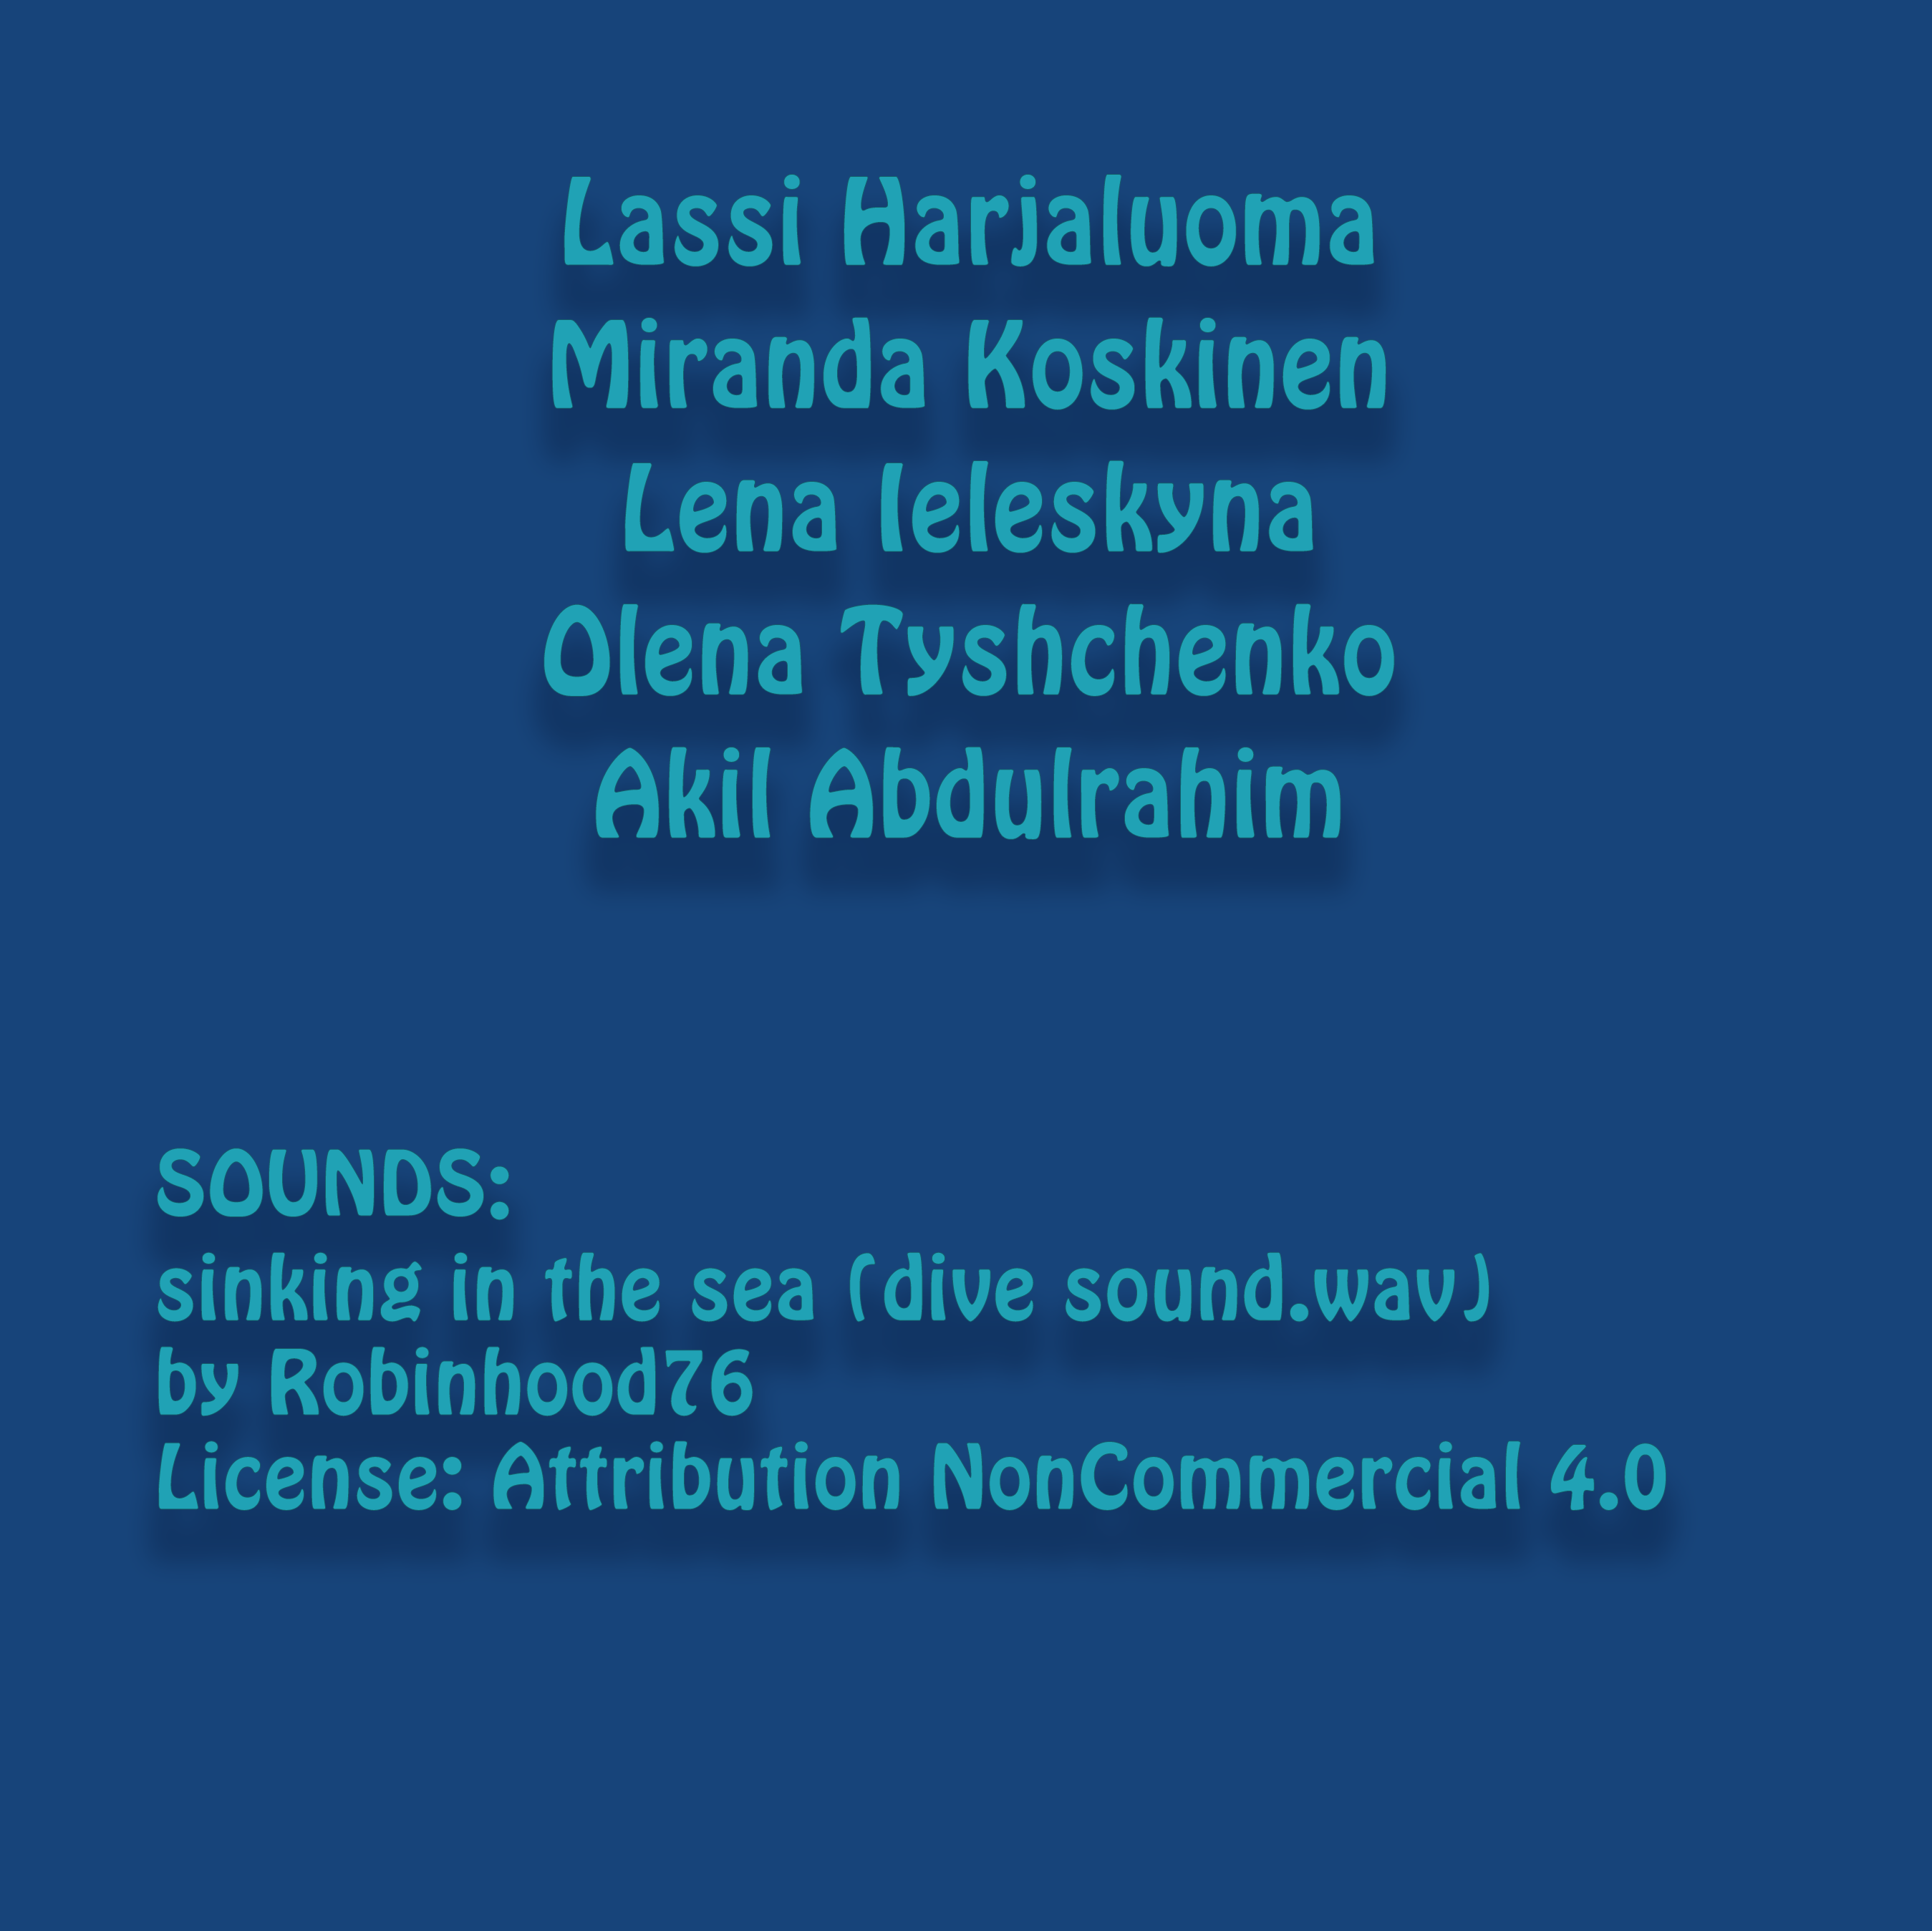 Lassi Harjaluoma
Miranda Koskinen
Lena Ieleskyna
Olena Tyshchenko
Akil Abdulrahim
SOUNDS:
sinking in the sea (dive sound.wav)
by Robinhood76
License: Attribution NonCommercial 4.0